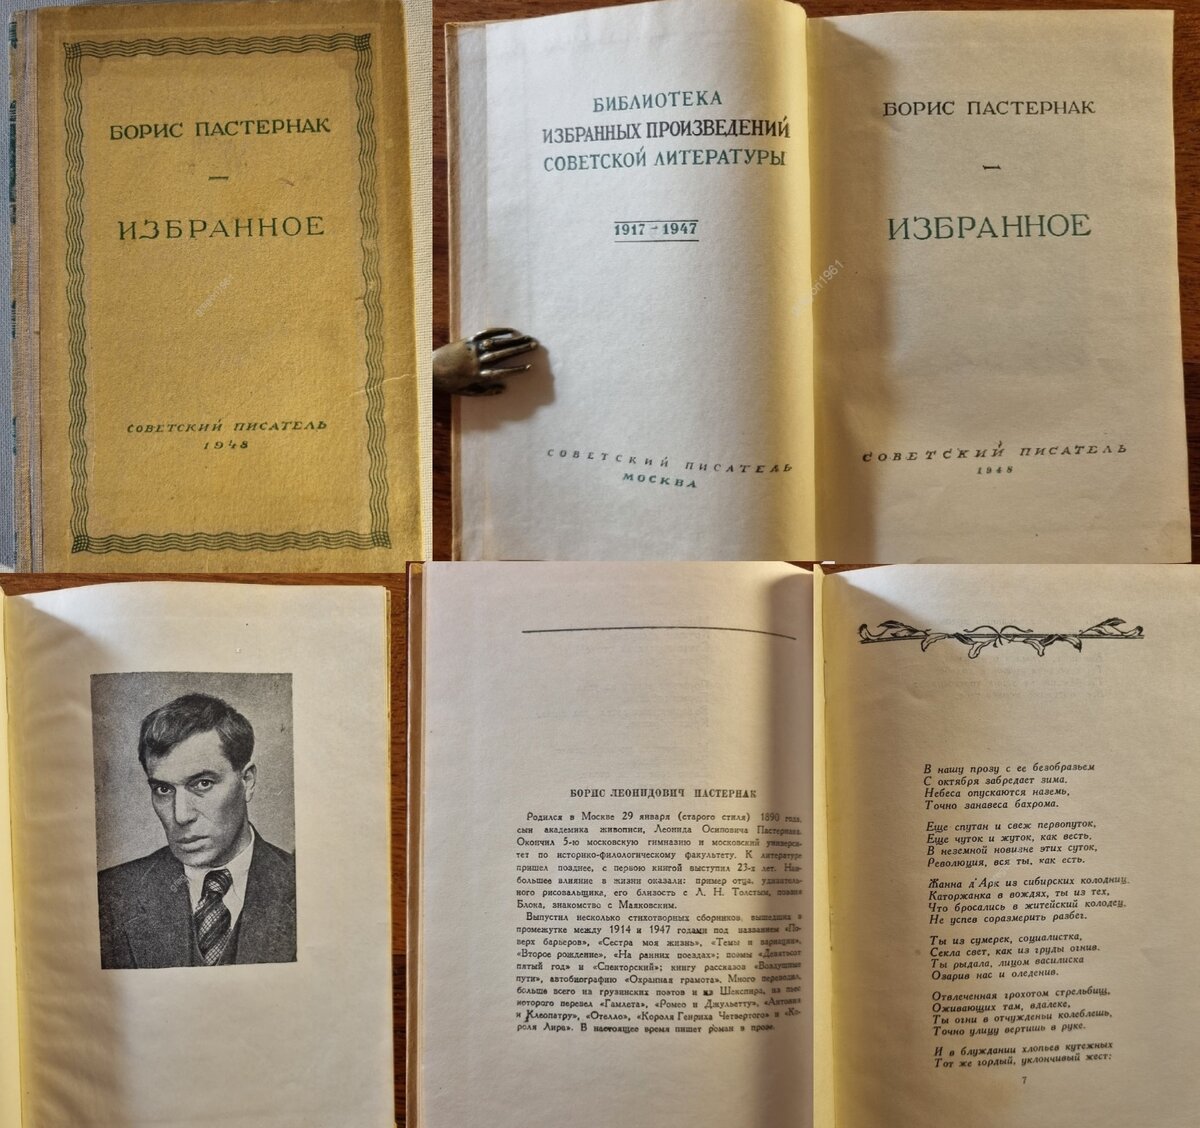 БОРИС ПАСТЕРНАК
—
ИЗБРАННОЕ
СОВЕТСКИЙ ПИСАТЕЛЬ
1948
БИБЛИОТЕКА
ИЗБРАННЫХ ПРОИЗВЕДЕНИЙ
СОВЕТСКОЙ ЛИТЕРАТУРЫ
1917-1947
СОВЕТСКИЙ ПИСАТЕЛЬ
МОСКВА
БОРИС ПАСТЕРНАК
—
ИЗБРАННОЕ
СОВЕТСКИЙ ПИСАТЕЛЬ
1948
БОРИС ЛЕОНИДОВИЧ ПАСТЕРНАК
Родился в Москве 29 января (старого стиля) 1890 года,
сын академика живописи, Леонида Осиповича Пастернака.
Окончил 5-ю московскую гимназию и московский универси-
тет по историко-филологическому факультету. К литературе
пришел позднее, с первою книгой выступил 23-х лет. Наи-
большее влияние в жизни оказали: пример отца, удивитель-
ного рисовальщика, его близость с Л. Н. Толстым, поэзия
Блока, знакомство с Маяковским.
Выпустил несколько стихотворных сборников, вышедших в
промежутке между 1914 и 1947 годами под названием «По-
верх барьеров», «Сестра моя жизнь», «Темы и вариации»,
«Второе рождение», «На ранних поездах»; поэмы «Девятьсот
пятый год» и «Спекторский»; книгу рассказов «Воздушные
пути», автобиографию «Охранная грамота». Много переводил,
больше всего из грузинских поэтов и из Шекспира, из пьес
которого перевел «Гамлета», «Ромео и Джульетту», «Антония
и Клеопатру», «Отелло», «Короля Генриха Четвертого» и «Ко-
роля Лира». В настоящее время пишет роман в прозе.
В нашу прозу с ее безобразьем
С октября забредает зима.
Небеса опускаются наземь,
Точно занавеса бахрома.
Еще спутан и свеж первопуток,
Еще чуток и жуток, как весть.
В неземной новизне этих суток,
Революция, вся ты, как есть.
Жанна д'Арк из сибирских колодниц,
Каторжанка в вождях, ты из тех,
Что бросались в житейский колодец,
Не успев соразмерить разбег.
Ты из сумерек, социалистка,
Секла свет, как из груды огнив.
Ты рыдала, лицом василиска
Озарив нас и оледенив.
Отвлеченная грохотом стрельбищ,
Оживающих там, вдалеке,
Ты огни в отчужденьи колеблешь,
Точно улицу вертишь в руке.
И в блуждании хлопьев кутежных
Тот же гордый, уклончивый жест:
7